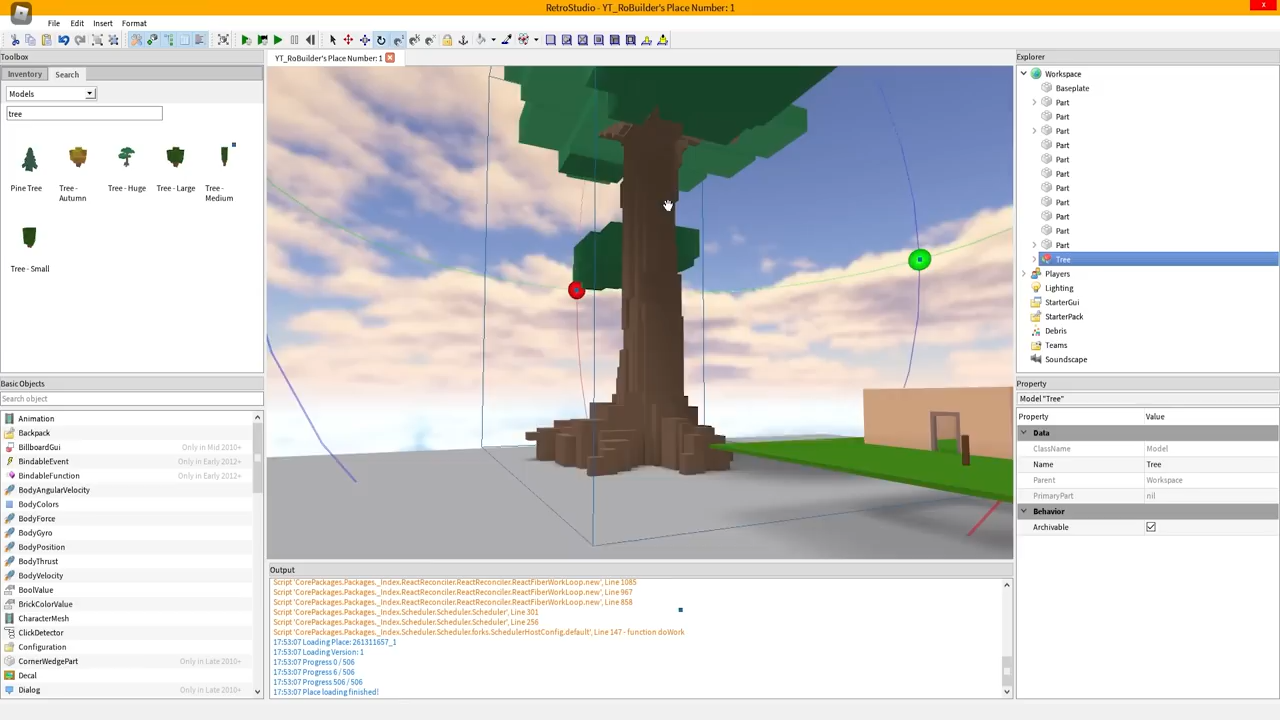 RetroStudio - YT_RoBuilder's Place Number: 1
x
File Edit Insert Format
Toolbox
Inventory Search
Models
tree
Pine Tree
Tree - Autumn
Tree - Huge
Tree - Large
Tree - Medium
Tree - Small
Basic Objects
Search object
Animation
Backpack
BillboardGui Only in Mid 2010+
BindableEvent Only in Early 2012+
BindableFunction Only in Early 2012+
BodyAngularVelocity
BodyColors
BodyForce
BodyGyro
BodyPosition
BodyThrust
BodyVelocity
BoolValue
BrickColorValue
CharacterMesh
ClickDetector
Configuration
CornerWedgePart Only in Late 2010+
Decal
Dialog Only in Late 2010+
YT_RoBuilder's Place Number: 1
Output
Script 'CorePackages.Packages._Index.ReactReconciler.ReactReconciler.ReactFiberWorkLoop.new', Line 1085
Script 'CorePackages.Packages._Index.ReactReconciler.ReactReconciler.ReactFiberWorkLoop.new', Line 967
Script 'CorePackages.Packages._Index.ReactReconciler.ReactReconciler.ReactFiberWorkLoop.new', Line 858
Script 'CorePackages.Packages._Index.Scheduler.Scheduler.Scheduler', Line 301
Script 'CorePackages.Packages._Index.Scheduler.Scheduler.Scheduler', Line 256
Script 'CorePackages.Packages._Index.Scheduler.Scheduler.forks.SchedulerHostConfig.default', Line 147 - function doWork
17:53:07 Loading Place: 261311657_1
17:53:07 Loading Version: 1
17:53:07 Progress 0 / 506
17:53:07 Progress 6 / 506
17:53:07 Progress 506 / 506
17:53:07 Place loading finished!
Explorer
Workspace
Baseplate
Part
Part
Part
Part
Part
Part
Part
Part
Part
Part
Part
Tree
Players
Lighting
StarterGui
StarterPack
Debris
Teams
Soundscape
Property
Model "Tree"
Property Value
Data
ClassName Model
Name Tree
Parent Workspace
PrimaryPart nil
Behavior
Archivable